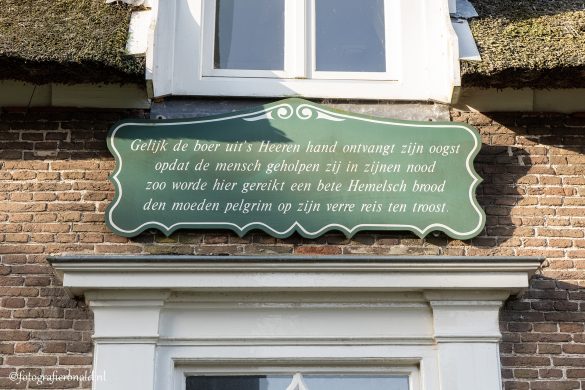 Gelijk de boer uit's Heeren hand ontvangt zijn oogst
opdat de mensch geholpen zij in zijnen nood
zoo worde hier gereikt een bete Hemelsch brood
den moeden pelgrim op zijn verre reis ten troost.
©fotografieronald.nl